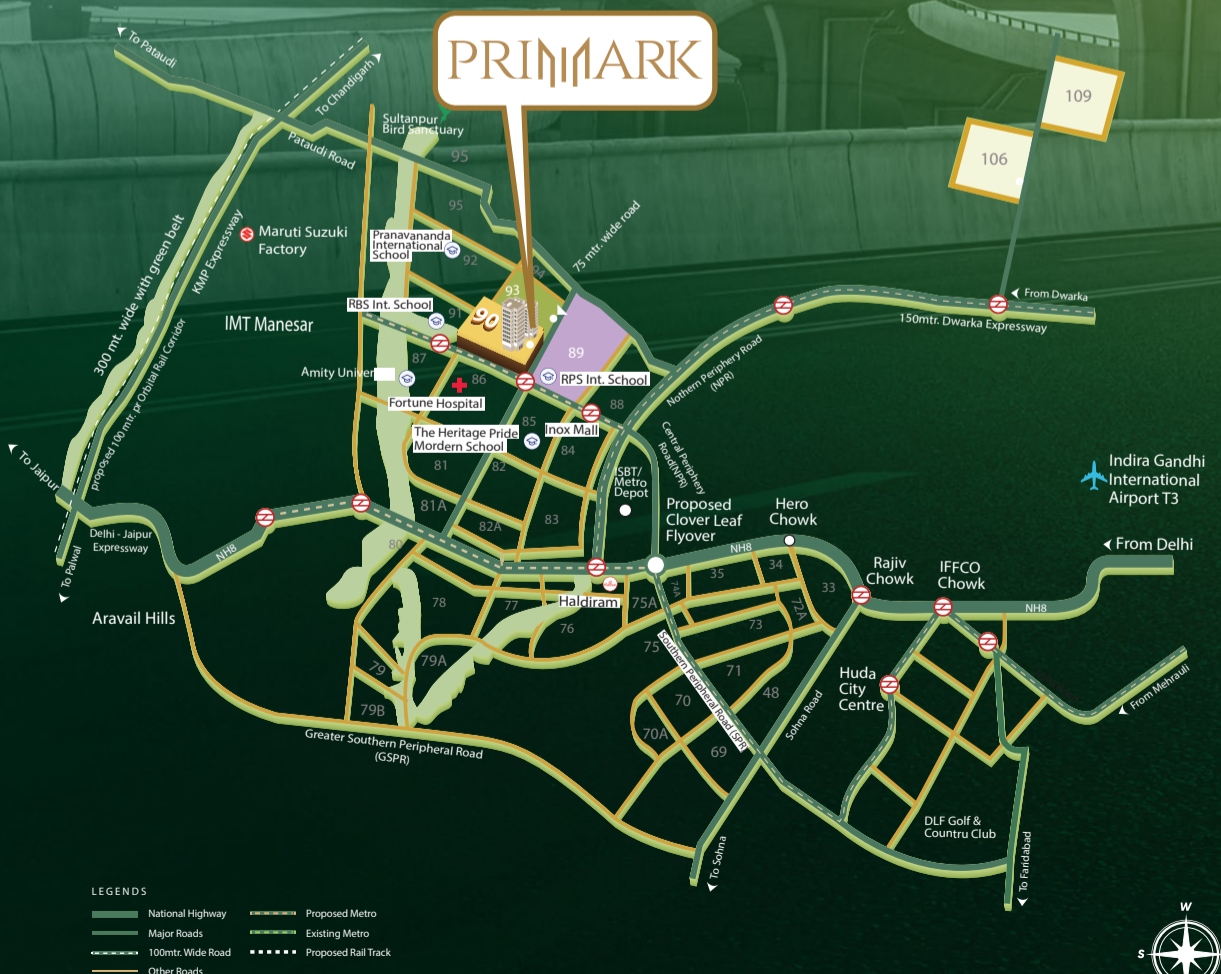 PRIMARK
To Pataudi
To Chandigarh
Pataudi Road
Sultanpur
Bird Sanctuary
95
95
109
106
300 mt. wide with green belt
KMP Expressway
proposed 100 mtr. pr Orbital Rail Corridor
Maruti Suzuki
Factory
Pranavananda
International
School
92
94
93
75 mtr. wide road
From Dwarka
150mtr. Dwarka Expressway
RBS Int. School
91
90
IMT Manesar
89
Nothern Periphery Road
(NPR)
87
Amity Univer
86
RPS Int. School
Fortune Hospital
88
85
Inox Mall
The Heritage Pride
Mordern School
84
81
82
Central Periphery
Road(NPR)
SBT/
Metro
Depot
Indira Gandhi
International
Airport T3
To Jaipur
81A
82A
83
Proposed
Clover Leaf
Flyover
Hero
Chowk
Delhi - Jaipur
Expressway
NH8
80
NH8
From Delhi
To Palwal
Rajiv
Chowk
IFFCO
Chowk
NH8
Aravail Hills
78
77
Haldiram
75A
74A
35
34
33
72A
76
73
79
79A
75
71
Southern Peripheral Road (SPR)
70
48
Sohna Road
Huda
City
Centre
From Mehrauli
79B
70A
69
Greater Southern Peripheral Road
(GSPR)
DLF Golf &
Countru Club
To Sohna
To Faridabad
LEGENDS
National Highway
Proposed Metro
Major Roads
Existing Metro
100mtr. Wide Road
Proposed Rail Track
Other Roads
W
S